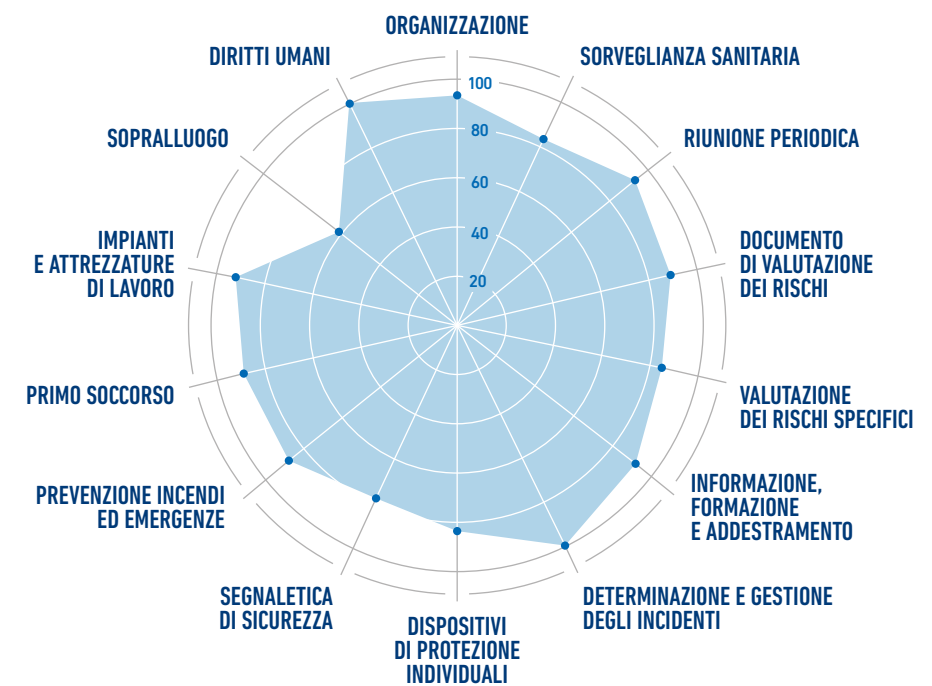 ORGANIZZAZIONE
SORVEGLIANZA SANITARIA
RIUNIONE PERIODICA
DOCUMENTO
DI VALUTAZIONE
DEI RISCHI
VALUTAZIONE
DEI RISCHI SPECIFICI
INFORMAZIONE,
FORMAZIONE
E ADDESTRAMENTO
DETERMINAZIONE E GESTIONE
DEGLI INCIDENTI
DISPOSITIVI
DI PROTEZIONE
INDIVIDUALI
SEGNALETICA
DI SICUREZZA
PREVENZIONE INCENDI
ED EMERGENZE
PRIMO SOCCORSO
IMPIANTI
E ATTREZZATURE
DI LAVORO
SOPRALLUOGO
DIRITTI UMANI
100
80
60
40
20